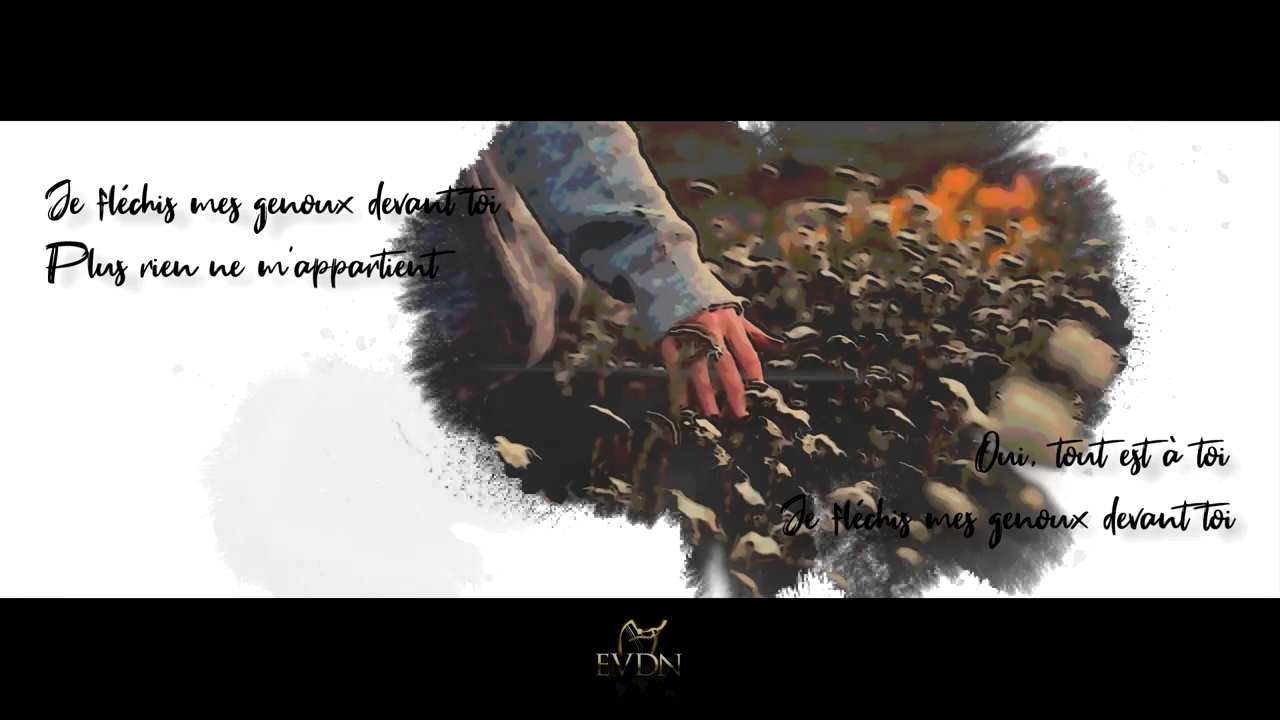 Je fléchis mes genoux devant toi
Plus rien ne m'appartient
Oui, tout est à toi
Je fléchis mes genoux devant toi
EVDN